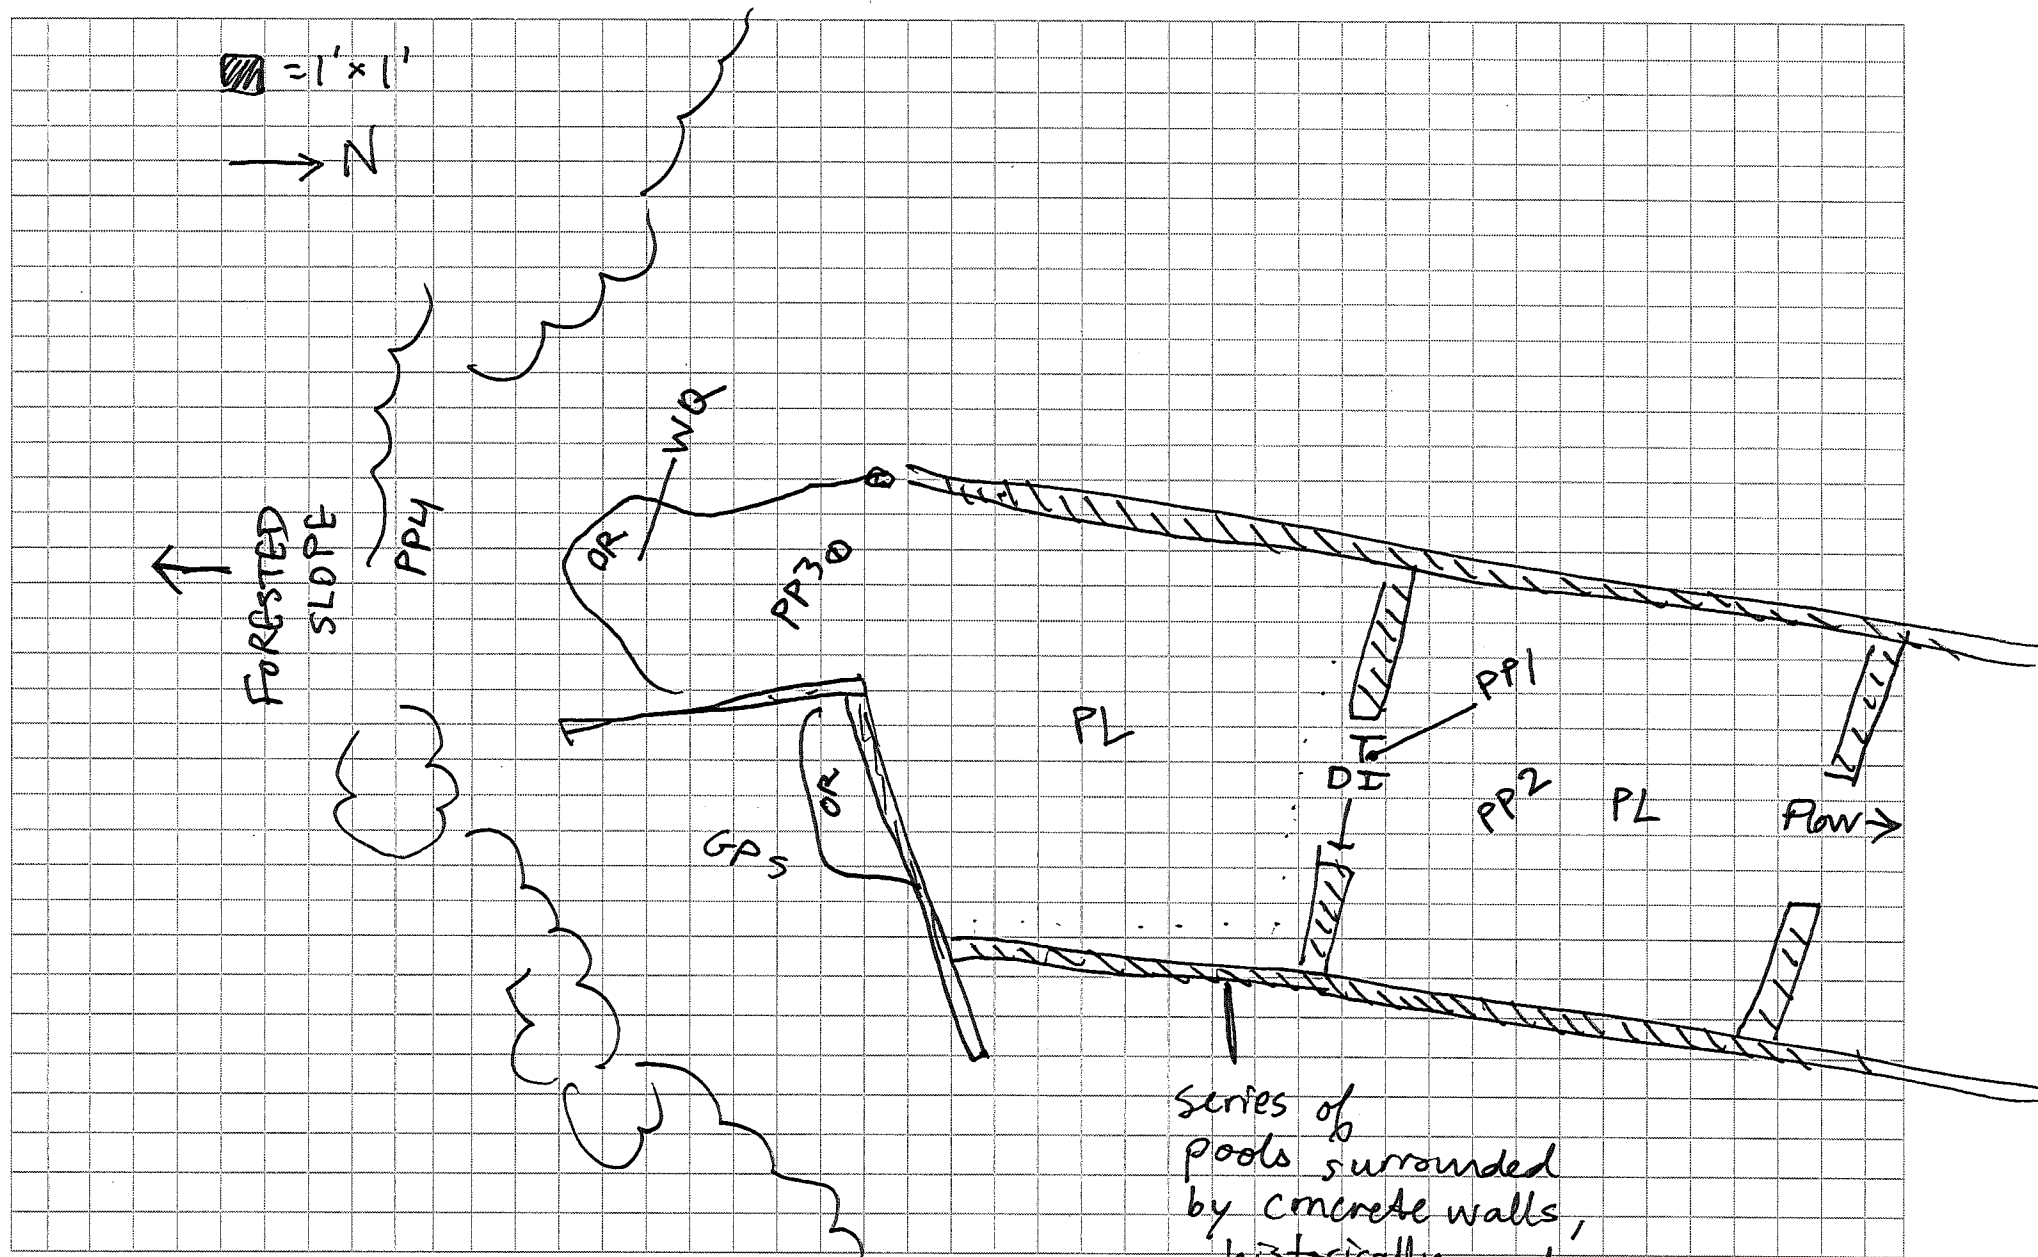 = 1' × 1'
N
WQ
OR
PP3
PP4
FORESTED
SLOPE
PL
PP1
DI
PP2
PL
Flow →
OR
GPS
series of
pools surrounded
by concrete walls,
historically